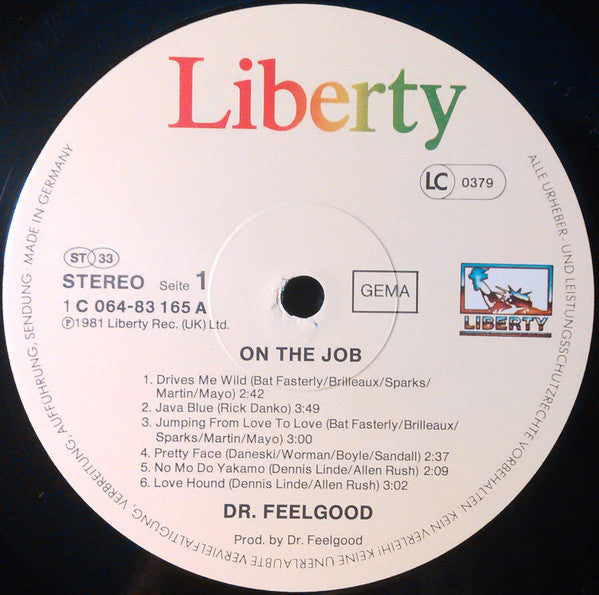 Liberty
LC 0379
ST 33
STEREO Seite 1
1 C 064-83 165 A
℗1981 Liberty Rec. (UK) Ltd.
GEMA
LIBERTY
ON THE JOB
1. Drives Me Wild (Bat Fasterly/Brilleaux/Sparks/
Martin/Mayo) 2:42
2. Java Blue (Rick Danko) 3:49
3. Jumping From Love To Love (Bat Fasterly/Brilleaux/
Sparks/Martin/Mayo) 3:00
4. Pretty Face (Daneski/Worman/Boyle/Sandall) 2:37
5. No Mo Do Yakamo (Dennis Linde/Allen Rush) 2:09
6. Love Hound (Dennis Linde/Allen Rush) 3:02
DR. FEELGOOD
Prod. by Dr. Feelgood
ALLE URHEBER- UND LEISTUNGSSCHUTZRECHTE VORBEHALTEN. KEIN VERLEIH! KEINE UNERLAUBTE VERVIELFÄLTIGUNG, VERBREITUNG, AUFFÜHRUNG, SENDUNG · MADE IN GERMANY